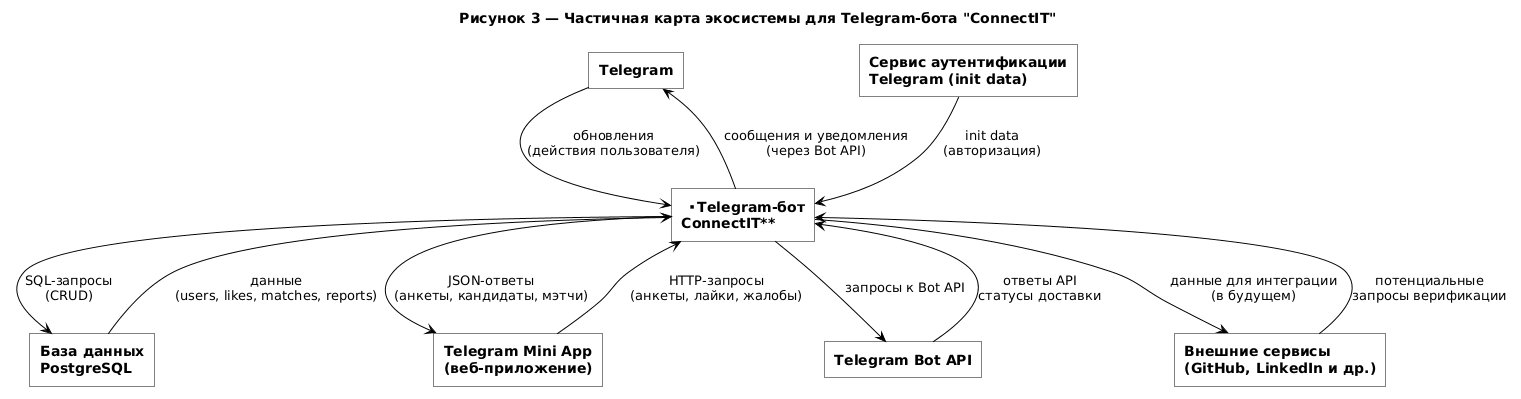 Рисунок 3 — Частичная карта экосистемы для Telegram-бота "ConnectIT"
Telegram
Сервис аутентификации
Telegram (init data)
обновления
(действия пользователя)
сообщения и уведомления
(через Bot API)
init data
(авторизация)
▪Telegram-бот
ConnectIT**
SQL-запросы
(CRUD)
данные
(users, likes, matches, reports)
JSON-ответы
(анкеты, кандидаты, мэтчи)
HTTP-запросы
(анкеты, лайки, жалобы)
запросы к Bot API
ответы API
статусы доставки
данные для интеграции
(в будущем)
потенциальные
запросы верификации
База данных
PostgreSQL
Telegram Mini App
(веб-приложение)
Telegram Bot API
Внешние сервисы
(GitHub, LinkedIn и др.)